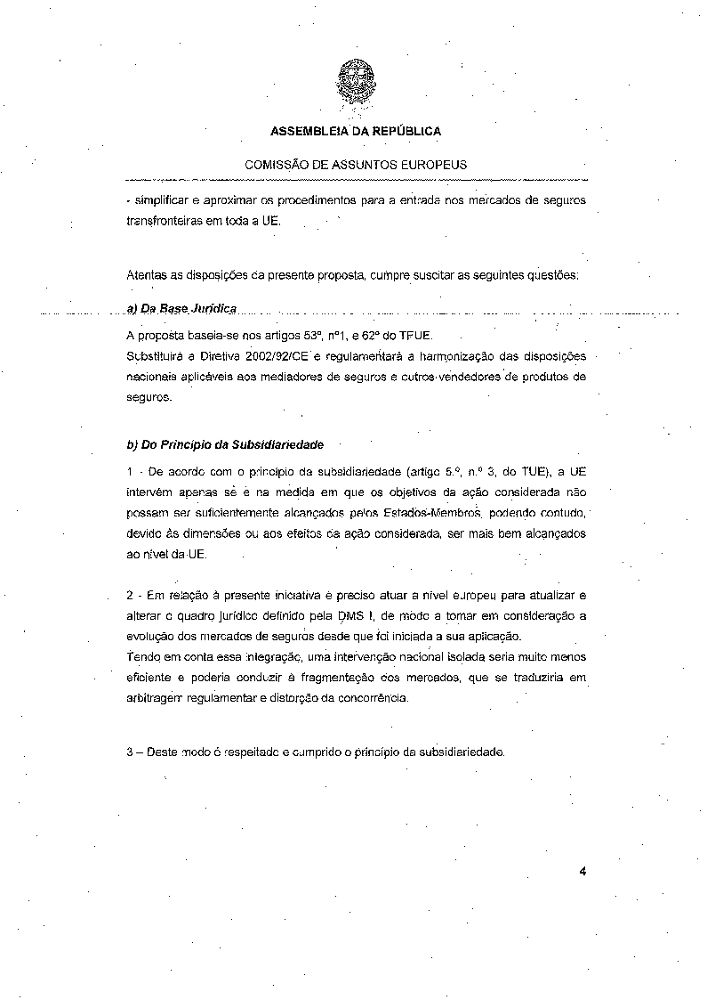 ASSEMBLEIA DA REPÚBLICA
COMISSÃO DE ASSUNTOS EUROPEUS
- simplificar e aproximar os procedimentos para a entrada nos mercados de seguros
transfronteiras em toda a UE.
Atentas as disposições da presente proposta, cumpre suscitar as seguintes questões:
a) Da Base Jurídica
A proposta baseia-se nos artigos 53º, nº1, e 62º do TFUE.
Substituirá a Diretiva 2002/92/CE e regulamentará a harmonização das disposições
nacionais aplicáveis aos mediadores de seguros e outros vendedores de produtos de
seguros.
b) Do Princípio da Subsidiariedade
1 - De acordo com o princípio da subsidiariedade (artigo 5.º, n.º 3, do TUE), a UE
intervém apenas se e na medida em que os objetivos da ação considerada não
possam ser suficientemente alcançados pelos Estados-Membros, podendo contudo,
devido às dimensões ou aos efeitos da ação considerada, ser mais bem alcançados
ao nível da UE.
2 - Em relação à presente iniciativa é preciso atuar a nível europeu para atualizar e
alterar o quadro jurídico definido pela DMS I, de modo a tomar em consideração a
evolução dos mercados de seguros desde que foi iniciada a sua aplicação.
Tendo em conta essa integração, uma intervenção nacional isolada seria muito menos
eficiente e poderia conduzir à fragmentação dos mercados, que se traduziria em
arbitragem regulamentar e distorção da concorrência.
3 – Deste modo é respeitado e cumprido o princípio da subsidiariedade.
4